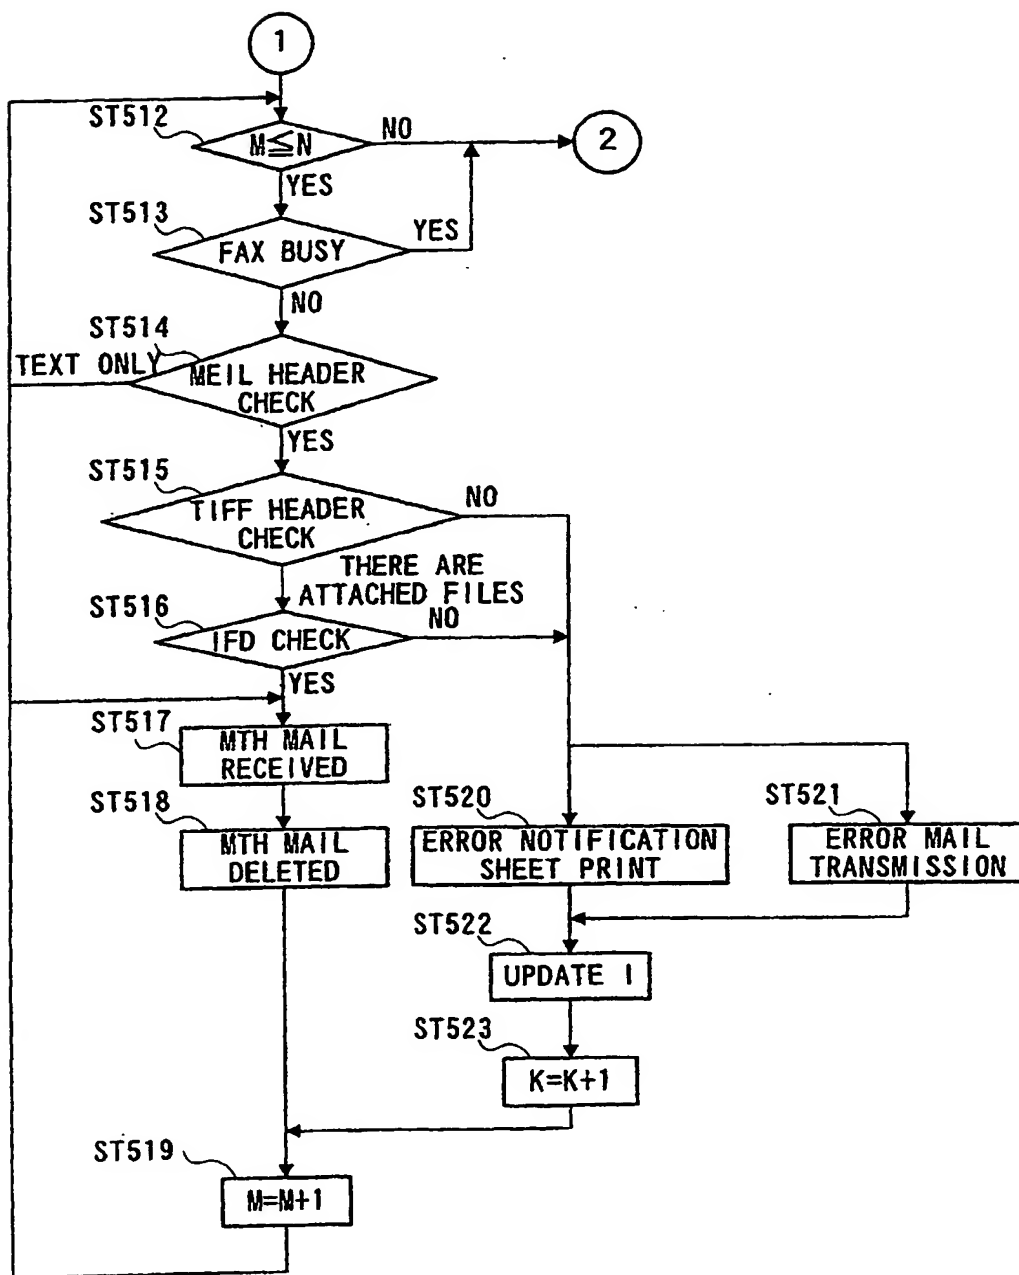 1
ST512
M≦N
NO
2
YES
ST513
FAX BUSY
YES
NO
ST514
TEXT ONLY
MEIL HEADER
CHECK
YES
ST515
TIFF HEADER
CHECK
NO
THERE ARE
ATTACHED FILES
ST516
IFD CHECK
NO
YES
ST517
MTH MAIL
RECEIVED
ST518
MTH MAIL
DELETED
ST520
ERROR NOTIFICATION
SHEET PRINT
ST521
ERROR MAIL
TRANSMISSION
ST522
UPDATE I
ST523
K=K+1
ST519
M=M+1